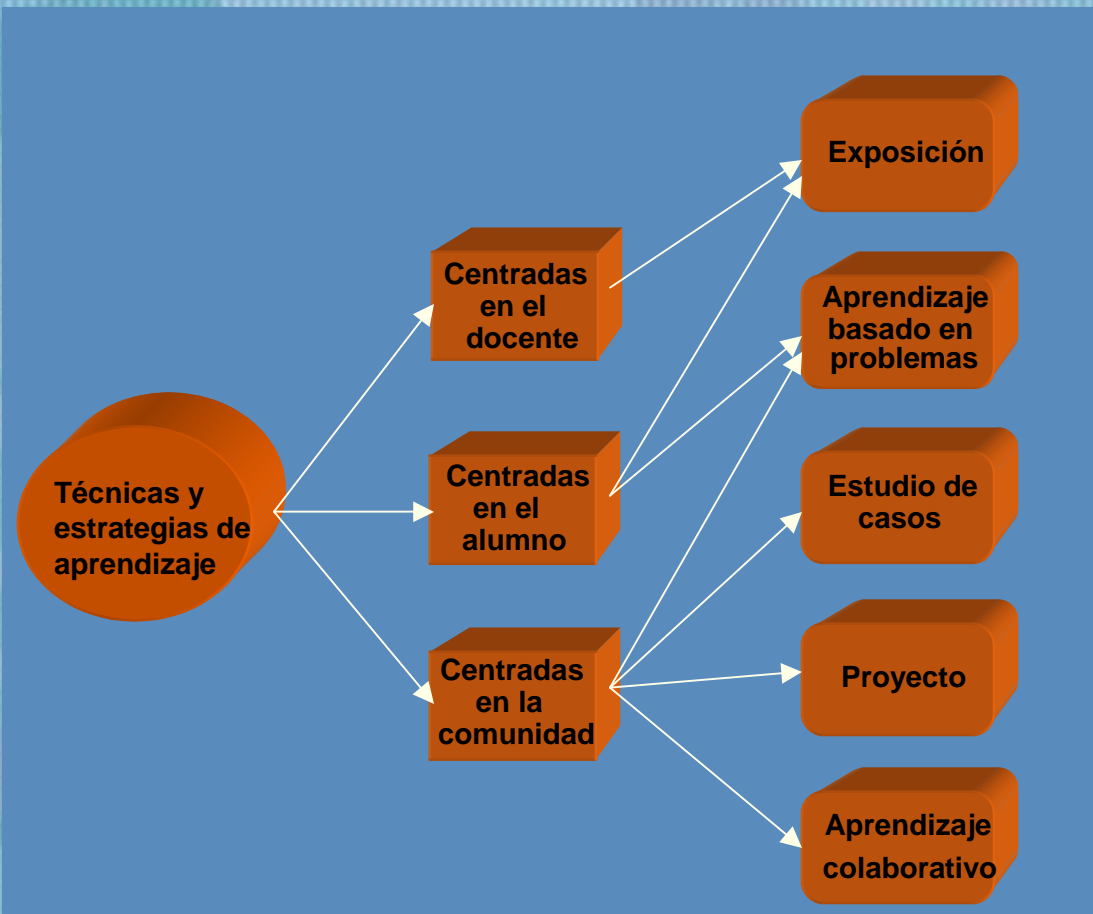 Técnicas y
estrategias de
aprendizaje
Centradas
en el
docente
Centradas
en el
alumno
Centradas
en la
comunidad
Exposición
Aprendizaje
basado en
problemas
Estudio de
casos
Proyecto
Aprendizaje
colaborativo